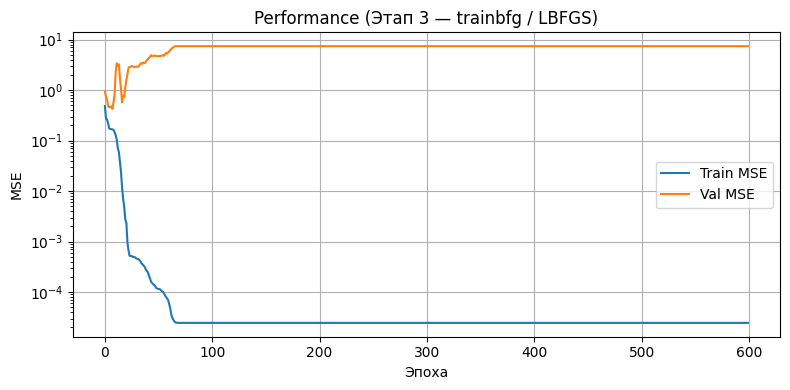 Performance (Этап 3 — trainbfg / LBFGS)
10¹
10⁰
10⁻¹
10⁻²
10⁻³
10⁻⁴
MSE
Train MSE
Val MSE
0 100 200 300 400 500 600
Эпоха